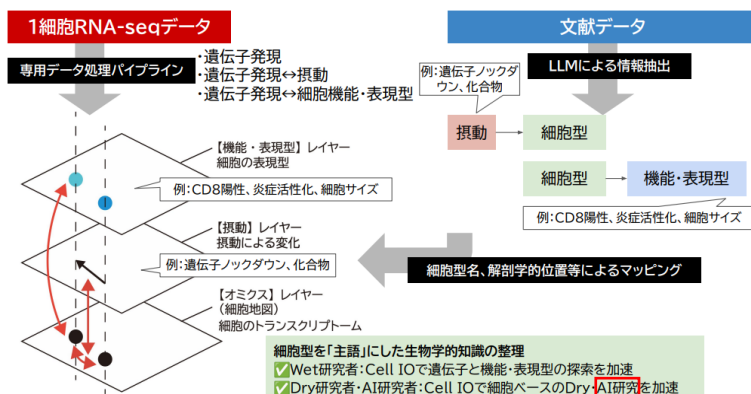 1細胞RNA-seqデータ
文献データ
専用データ処理パイプライン
・遺伝子発現
・遺伝子発現↔摂動
・遺伝子発現↔細胞機能・表現型
LLMによる情報抽出
例：遺伝子ノックダ
ウン、化合物
摂動
細胞型
細胞型
機能・表現型
例：CD8陽性、炎症活性化、細胞サイズ
【機能・表現型】レイヤー
細胞の表現型
例：CD8陽性、炎症活性化、細胞サイズ
【摂動】レイヤー
摂動による変化
例：遺伝子ノックダウン、化合物
細胞型名、解剖学的位置等によるマッピング
【オミクス】レイヤー
（細胞地図）
細胞のトランスクリプトーム
細胞型を「主語」にした生物学的知識の整理
✅Wet研究者：Cell IOで遺伝子と機能・表現型の探索を加速
✅Dry研究者・AI研究者：Cell IOで細胞ベースのDry・AI研究を加速